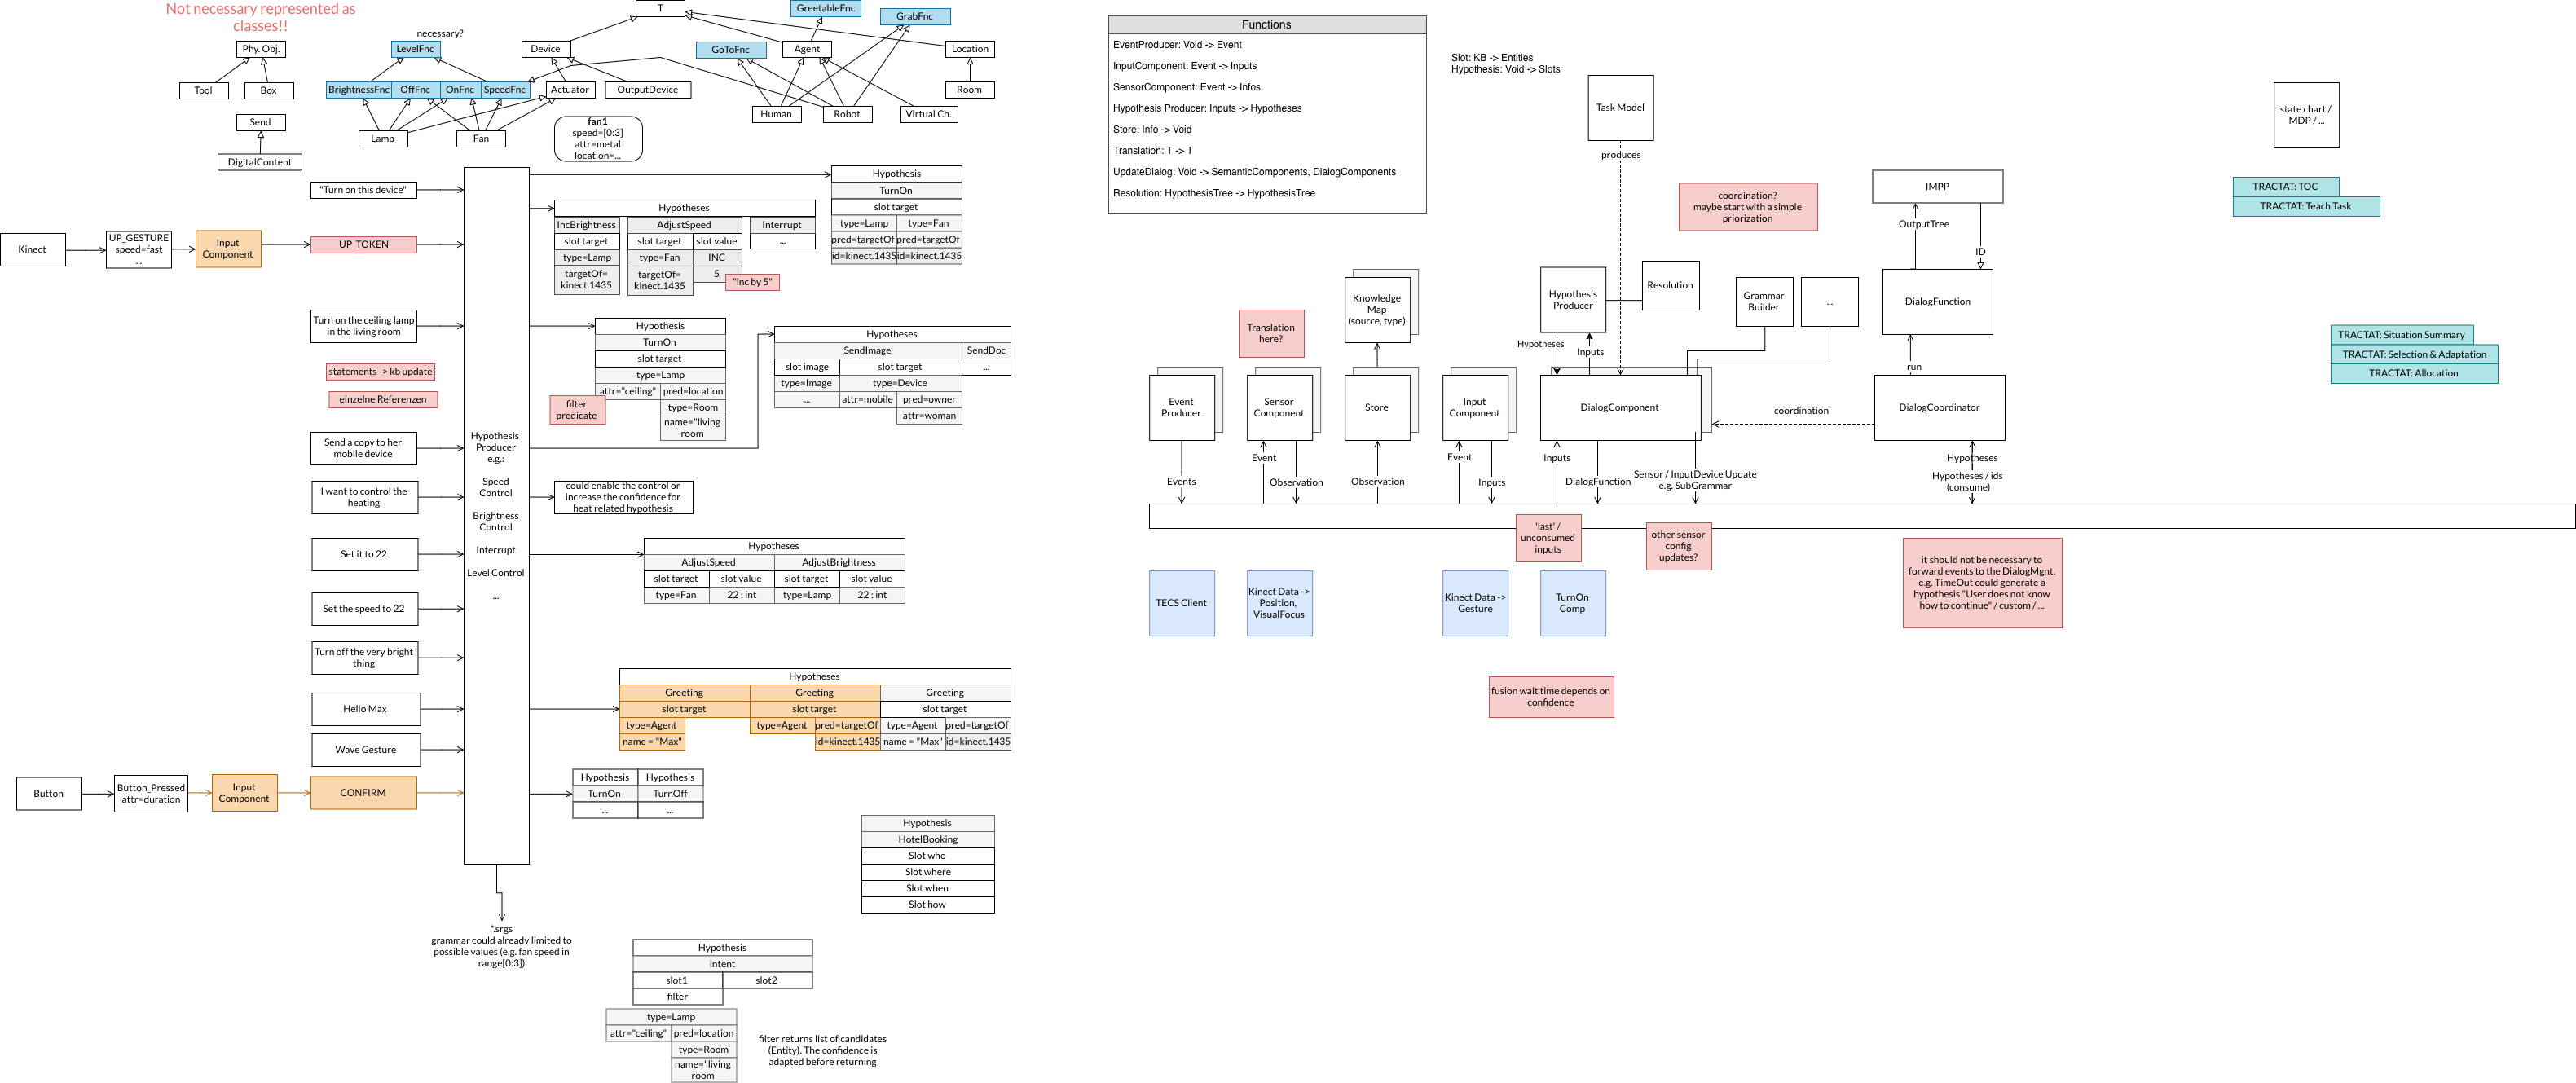 Not necessary represented as
classes!!
Phy. Obj.
Tool
Box
Send
DigitalContent
necessary?
LevelFnc
BrightnessFnc
OffFnc
OnFnc
SpeedFnc
Lamp
Fan
T
Device
Actuator
OutputDevice
fan1
speed=[0:3]
attr=metal
location=...
GreetableFnc
GrabFnc
GoToFnc
Agent
Location
Room
Human
Robot
Virtual Ch.
"Turn on this device"
Kinect
UP_GESTURE
speed=fast
...
Input
Component
UP_TOKEN
Turn on the ceiling lamp
in the living room
statements -> kb update
einzelne Referenzen
Send a copy to her
mobile device
I want to control the
heating
Set it to 22
Set the speed to 22
Turn off the very bright
thing
Hello Max
Wave Gesture
Button
Button_Pressed
attr=duration
Input
Component
CONFIRM
Hypothesis
Producer
e.g.:
Speed
Control
Brightness
Control
Interrupt
Level Control
...
*.srgs
grammar could already limited to
possible values (e.g. fan speed in
range[0:3])
Hypothesis
TurnOn
slot target
type=Lamp
type=Fan
pred=targetOf
pred=targetOf
id=kinect.1435
id=kinect.1435
Hypotheses
IncBrightness
AdjustSpeed
Interrupt
slot target
slot target
slot value
...
type=Lamp
type=Fan
INC
targetOf=
kinect.1435
targetOf=
kinect.1435
5
"inc by 5"
Hypothesis
TurnOn
slot target
type=Lamp
attr="ceiling"
pred=location
type=Room
name="living
room
filter
predicate
Hypotheses
SendImage
SendDoc
slot image
slot target
...
type=Image
type=Device
...
attr=mobile
pred=owner
attr=woman
could enable the control or
increase the confidence for
heat related hypothesis
Hypotheses
AdjustSpeed
AdjustBrightness
slot target
slot value
slot target
slot value
type=Fan
22 : int
type=Lamp
22 : int
Hypotheses
Greeting
Greeting
Greeting
slot target
slot target
slot target
type=Agent
type=Agent
pred=targetOf
type=Agent
pred=targetOf
name = "Max"
id=kinect.1435
name = "Max"
id=kinect.1435
Hypothesis
Hypothesis
TurnOn
TurnOff
...
...
Hypothesis
HotelBooking
Slot who
Slot where
Slot when
Slot how
Hypothesis
intent
slot1
slot2
filter
type=Lamp
attr="ceiling"
pred=location
type=Room
name="living
room
filter returns list of candidates
(Entity). The confidence is
adapted before returning
Functions
EventProducer: Void -> Event
InputComponent: Event -> Inputs
SensorComponent: Event -> Infos
Hypothesis Producer: Inputs -> Hypotheses
Store: Info -> Void
Translation: T -> T
UpdateDialog: Void -> SemanticComponents, DialogComponents
Resolution: HypothesisTree -> HypothesisTree
Slot: KB -> Entities
Hypothesis: Void -> Slots
Task Model
produces
coordination?
maybe start with a simple
priorization
IMPP
OutputTree
ID
state chart /
MDP / ...
TRACTAT: TOC
TRACTAT: Teach Task
TRACTAT: Situation Summary
TRACTAT: Selection & Adaptation
TRACTAT: Allocation
Translation
here?
Knowledge
Map
(source, type)
Hypothesis
Producer
Resolution
Grammar
Builder
...
DialogFunction
Hypotheses
Inputs
run
Event
Producer
Sensor
Component
Store
Input
Component
DialogComponent
coordination
DialogCoordinator
Events
Event
Observation
Observation
Event
Inputs
Inputs
DialogFunction
Sensor / InputDevice Update
e.g. SubGrammar
Hypotheses
Hypotheses / ids
(consume)
'last' /
unconsumed
inputs
other sensor
config
updates?
it should not be necessary to
forward events to the DialogMgnt.
e.g. TimeOut could generate a
hypothesis "User does not know
how to continue" / custom / ...
TECS Client
Kinect Data ->
Position,
VisualFocus
Kinect Data ->
Gesture
TurnOn
Comp
fusion wait time depends on
confidence